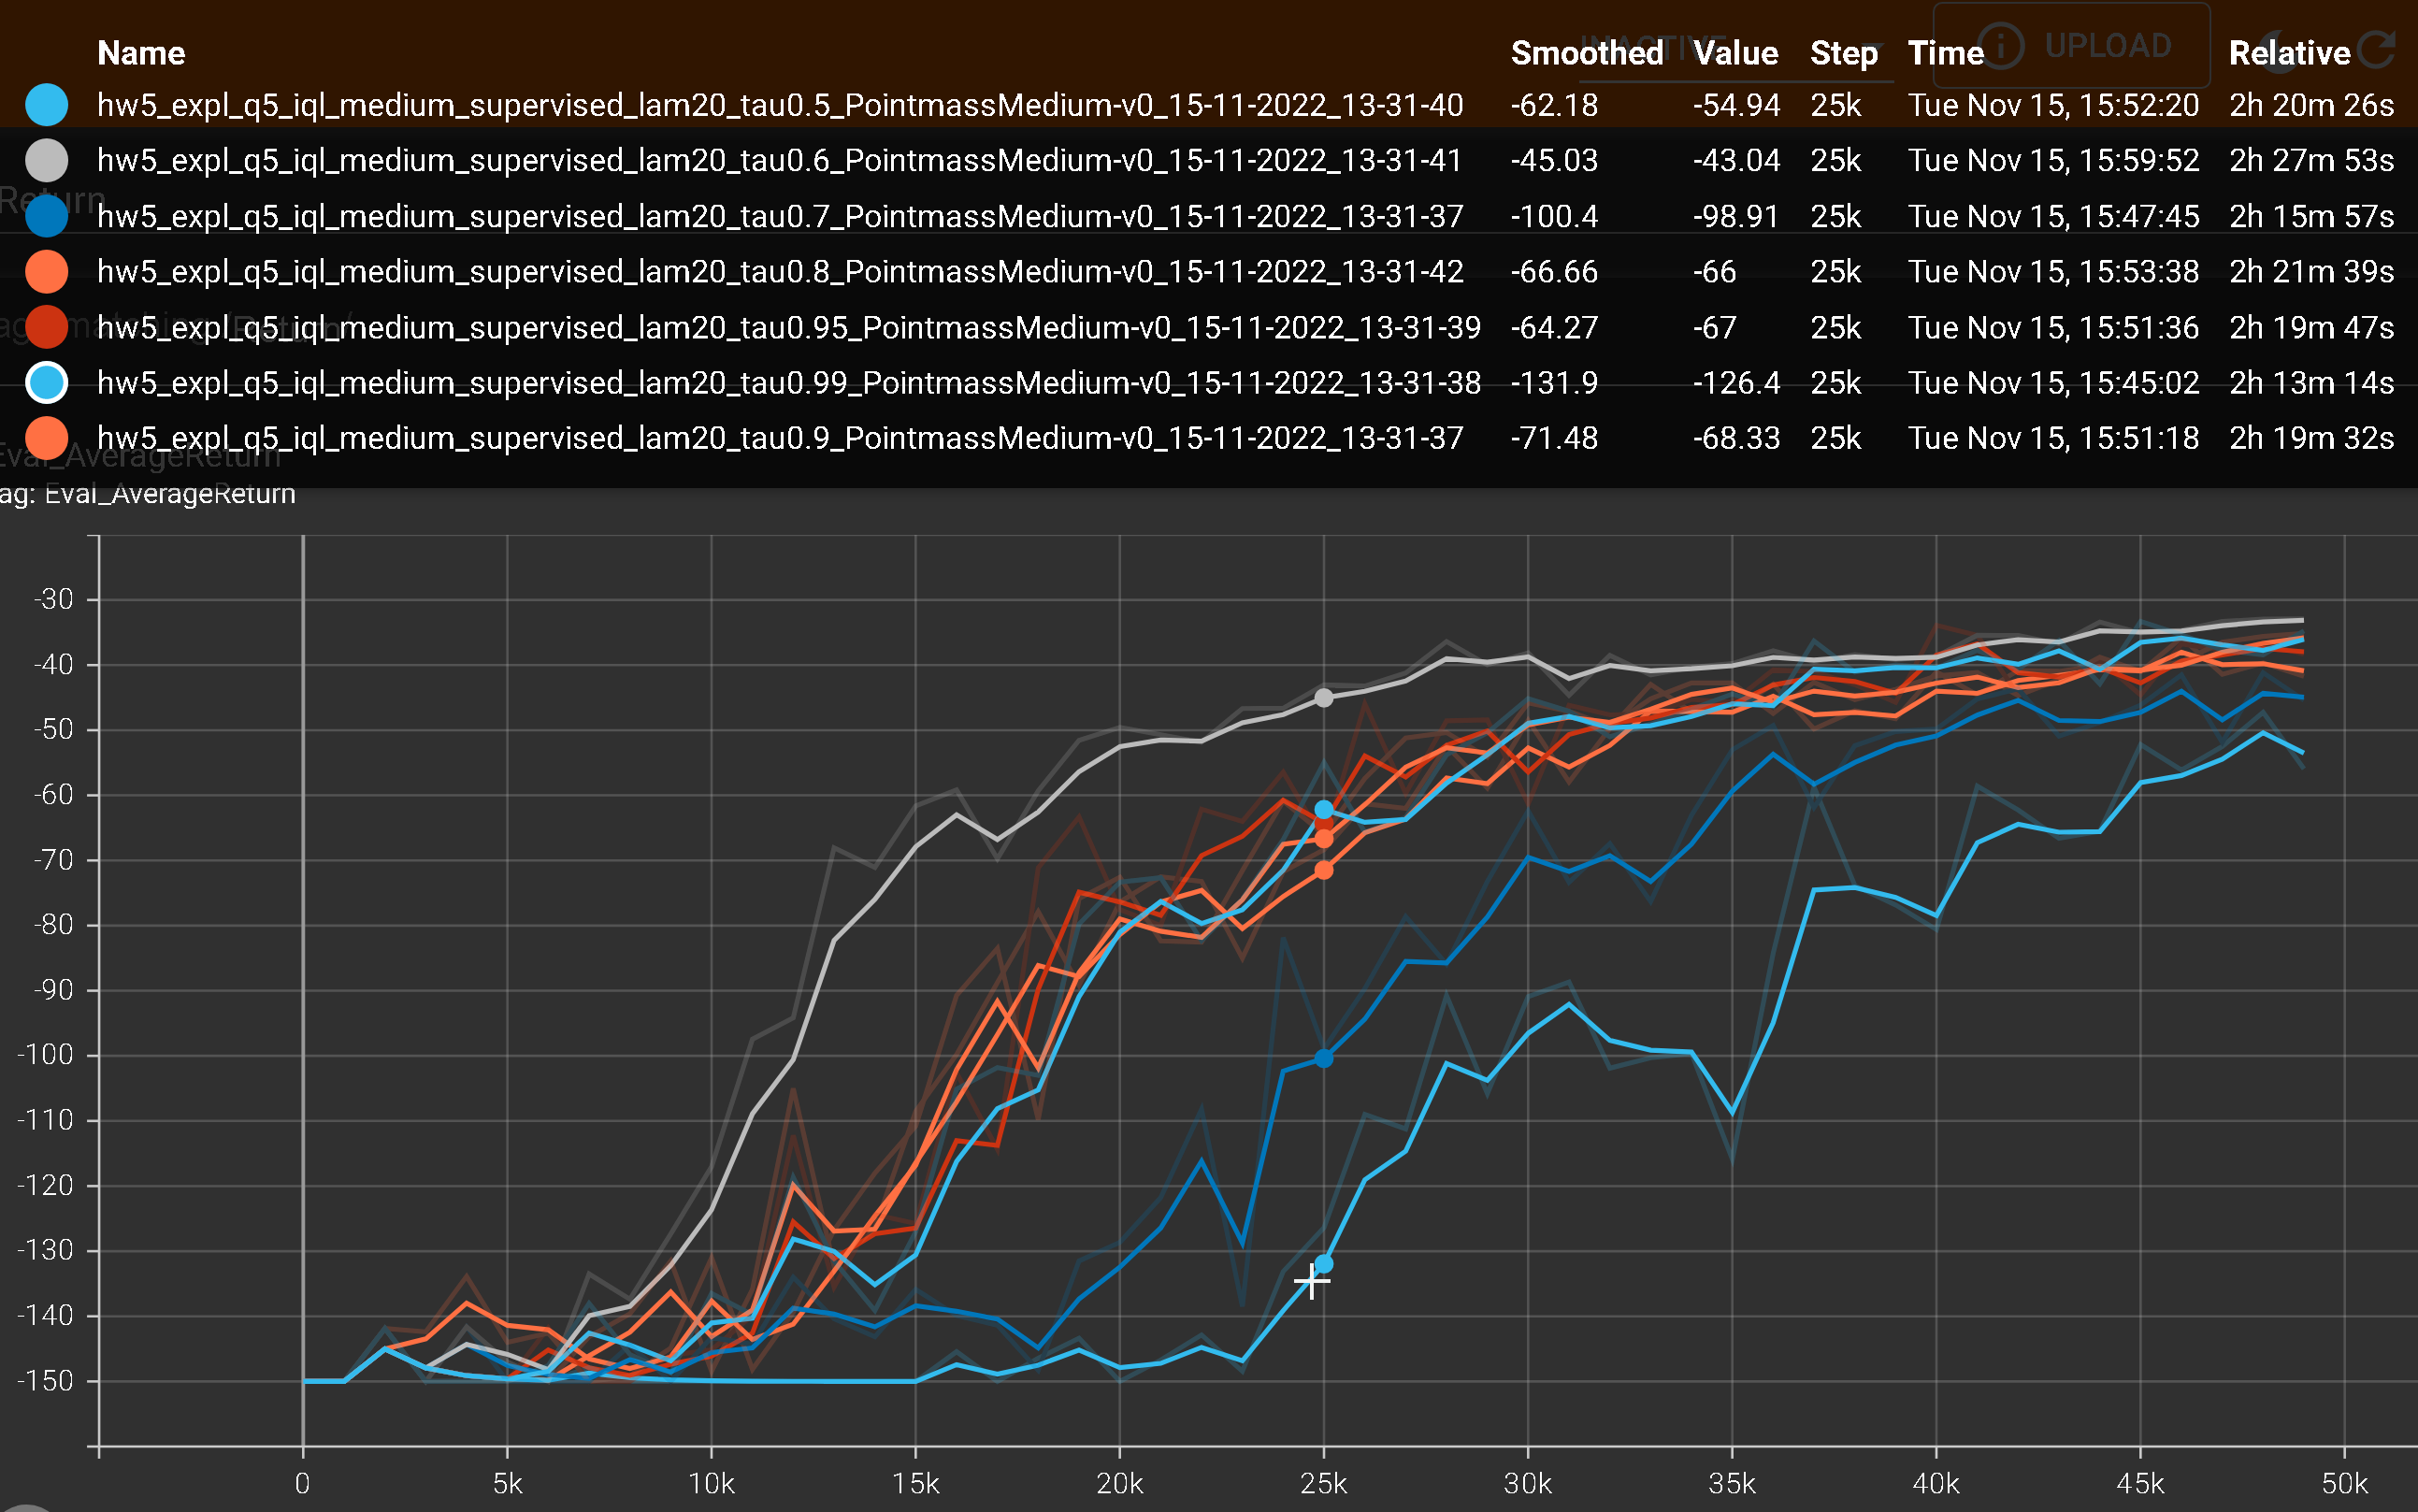 INACTIVE UPLOAD
Name Smoothed Value Step Time Relative
hw5_expl_q5_iql_medium_supervised_lam20_tau0.5_PointmassMedium-v0_15-11-2022_13-31-40 -62.18 -54.94 25k Tue Nov 15, 15:52:20 2h 20m 26s
hw5_expl_q5_iql_medium_supervised_lam20_tau0.6_PointmassMedium-v0_15-11-2022_13-31-41 -45.03 -43.04 25k Tue Nov 15, 15:59:52 2h 27m 53s
Return
hw5_expl_q5_iql_medium_supervised_lam20_tau0.7_PointmassMedium-v0_15-11-2022_13-31-37 -100.4 -98.91 25k Tue Nov 15, 15:47:45 2h 15m 57s
hw5_expl_q5_iql_medium_supervised_lam20_tau0.8_PointmassMedium-v0_15-11-2022_13-31-42 -66.66 -66 25k Tue Nov 15, 15:53:38 2h 21m 39s
hw5_expl_q5_iql_medium_supervised_lam20_tau0.95_PointmassMedium-v0_15-11-2022_13-31-39 -64.27 -67 25k Tue Nov 15, 15:51:36 2h 19m 47s
hw5_expl_q5_iql_medium_supervised_lam20_tau0.99_PointmassMedium-v0_15-11-2022_13-31-38 -131.9 -126.4 25k Tue Nov 15, 15:45:02 2h 13m 14s
hw5_expl_q5_iql_medium_supervised_lam20_tau0.9_PointmassMedium-v0_15-11-2022_13-31-37 -71.48 -68.33 25k Tue Nov 15, 15:51:18 2h 19m 32s
Eval_AverageReturn
ag: Eval_AverageReturn
-30
-40
-50
-60
-70
-80
-90
-100
-110
-120
-130
-140
-150
0 5k 10k 15k 20k 25k 30k 35k 40k 45k 50k